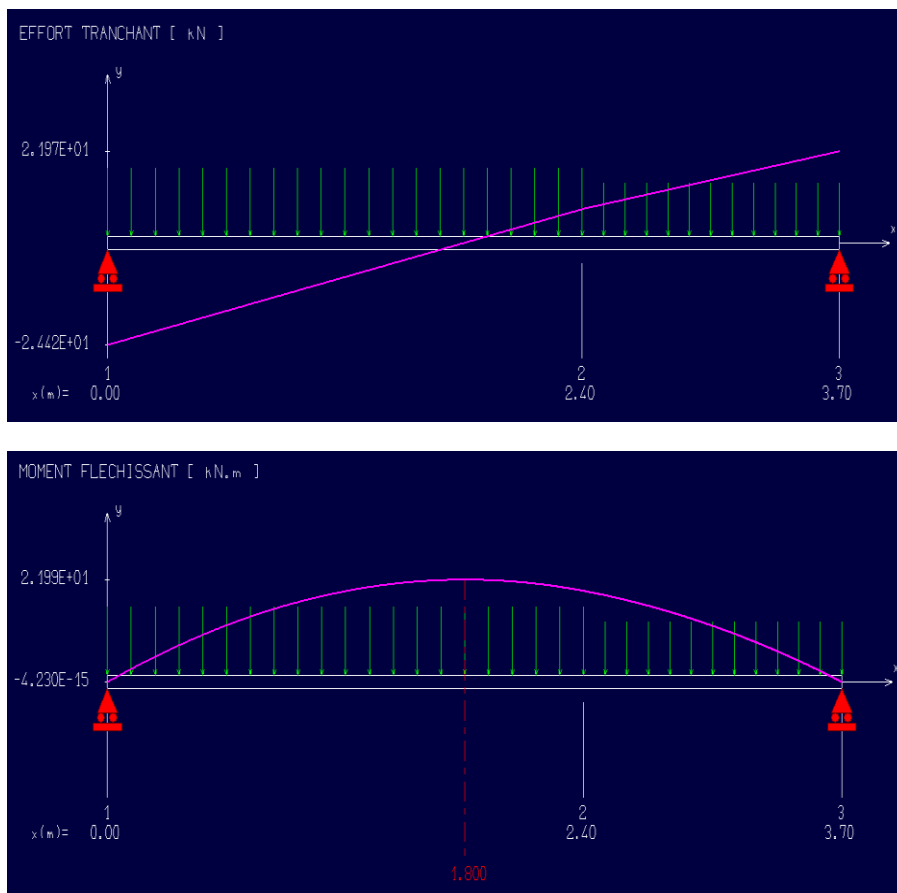 EFFORT TRANCHANT [ kN ]
y
2.197E+01
x
-2.442E+01
1 2 3
x(m)= 0.00 2.40 3.70
MOMENT FLECHISSANT [ kN.m ]
y
2.199E+01
x
-4.230E-15
1 2 3
x(m)= 0.00 2.40 3.70
1.800